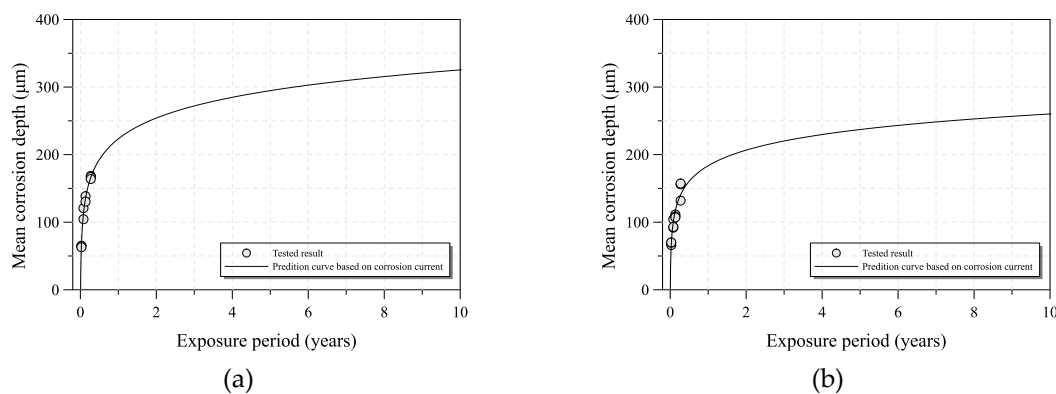 400
300
200
100
0
Mean corrosion depth (μm)
Tested result
Predition curve based on corrosion current
0 2 4 6 8 10
Exposure period (years)
(a)
400
300
200
100
0
Mean corrosion depth (μm)
Tested result
Predition curve based on corrosion current
0 2 4 6 8 10
Exposure period (years)
(b)